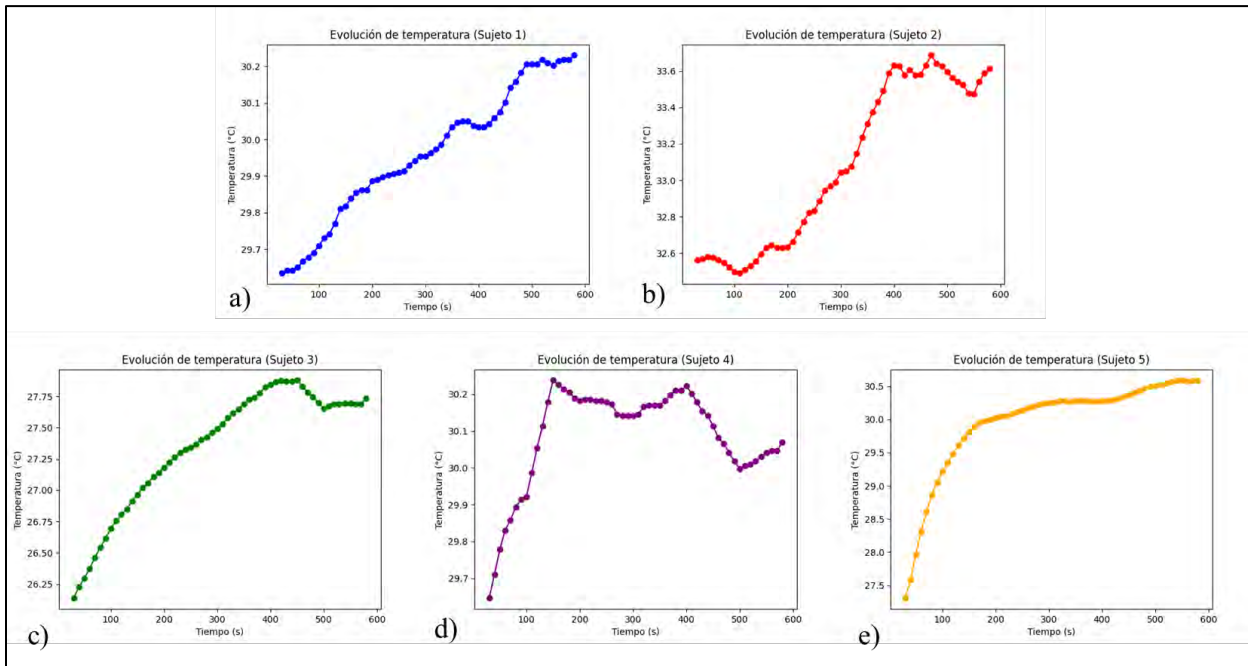 Evolución de temperatura (Sujeto 1)
Temperatura (°C)
30.2
30.1
30.0
29.9
29.8
29.7
100 200 300 400 500 600
Tiempo (s)
a)
Evolución de temperatura (Sujeto 2)
Temperatura (°C)
33.6
33.4
33.2
33.0
32.8
32.6
100 200 300 400 500 600
Tiempo (s)
b)
Evolución de temperatura (Sujeto 3)
Temperatura (°C)
27.75
27.50
27.25
27.00
26.75
26.50
26.25
100 200 300 400 500 600
Tiempo (s)
c)
Evolución de temperatura (Sujeto 4)
Temperatura (°C)
30.2
30.1
30.0
29.9
29.8
29.7
100 200 300 400 500 600
Tiempo (s)
d)
Evolución de temperatura (Sujeto 5)
Temperatura (°C)
30.5
30.0
29.5
29.0
28.5
28.0
27.5
100 200 300 400 500 600
Tiempo (s)
e)